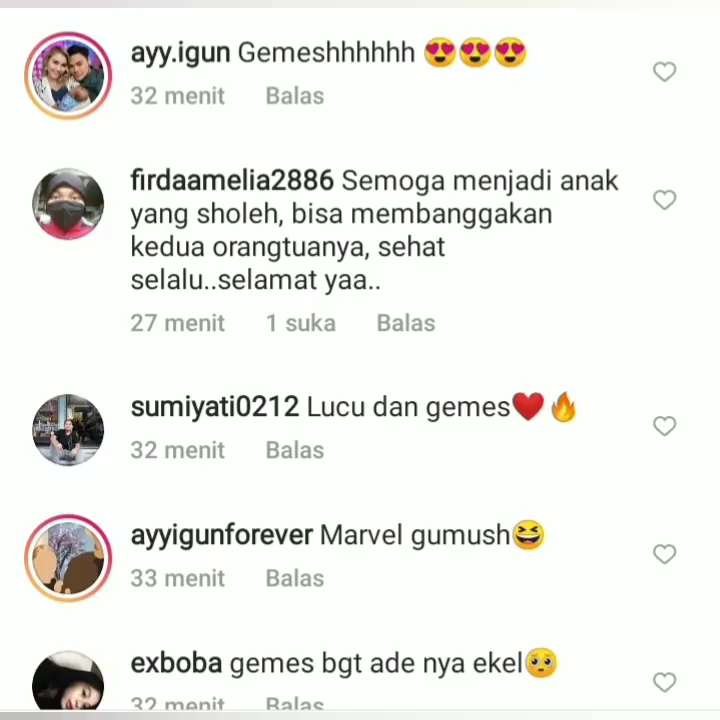 ayy.igun Gemeshhhhhh 😍😍😍
32 menit Balas
firdaamelia2886 Semoga menjadi anak
yang sholeh, bisa membanggakan
kedua orangtuanya, sehat
selalu..selamat yaa..
27 menit 1 suka Balas
sumiyati0212 Lucu dan gemes❤️🔥
32 menit Balas
ayyigunforever Marvel gumush😆
33 menit Balas
exboba gemes bgt ade nya ekel🥺
32 menit Balas